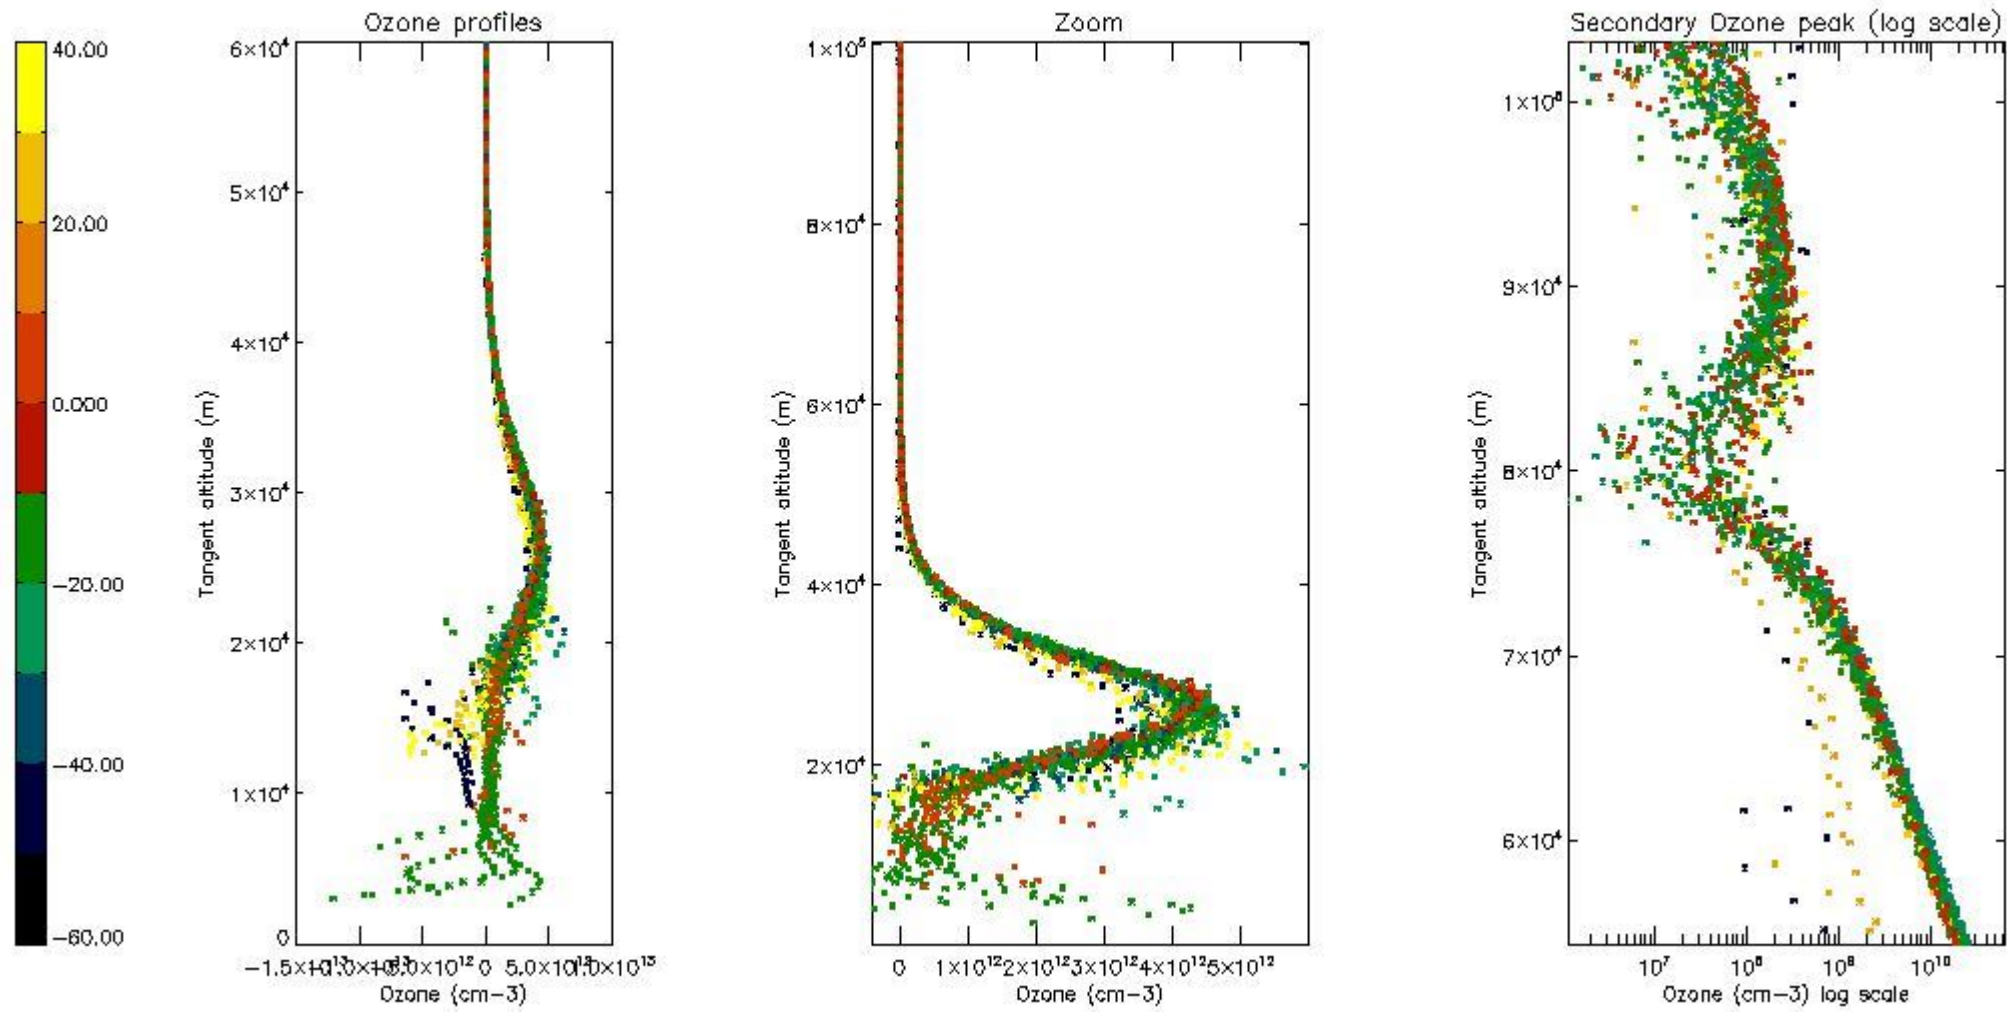 Ozone profiles
Zoom
Secondary Ozone peak (log scale)
40.00
20.00
0.000
−20.00
−40.00
−60.00
6×10⁴
5×10⁴
4×10⁴
3×10⁴
2×10⁴
1×10⁴
0
Tangent altitude (m)
0
Ozone (cm−3)
1×10⁵
8×10⁴
6×10⁴
4×10⁴
2×10⁴
Tangent altitude (m)
0 1×10¹² 2×10¹² 3×10¹² 4×10¹² 5×10¹²
Ozone (cm−3)
9×10⁴
8×10⁴
7×10⁴
6×10⁴
Tangent altitude (m)
10⁷ 10⁸ 10⁹ 10¹⁰
Ozone (cm−3) log scale